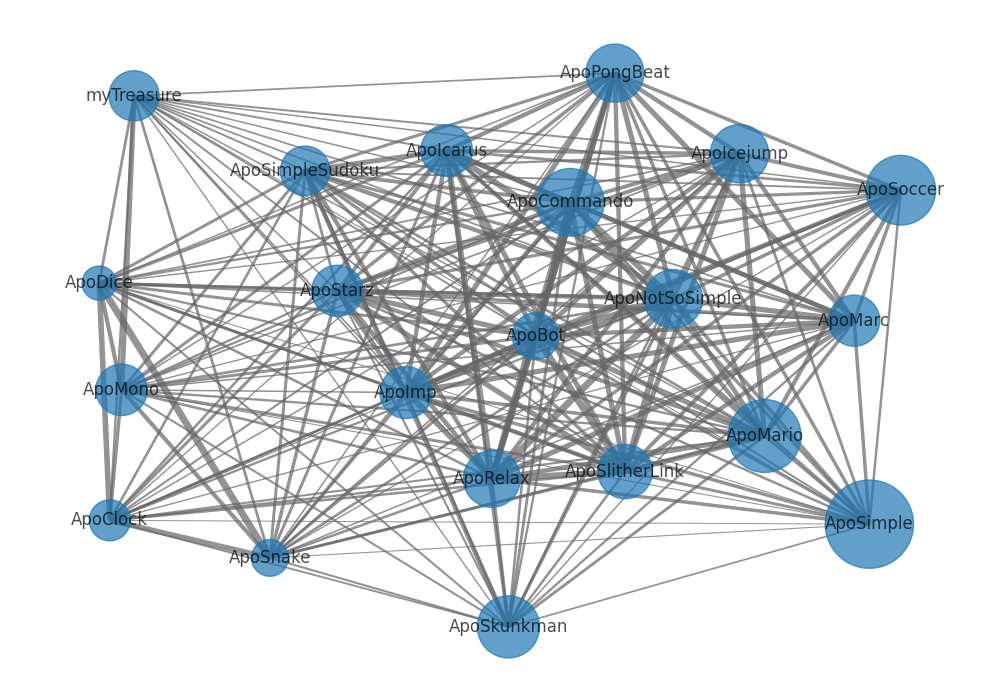 ApoPongBeat
myTreasure
ApoIcarus
ApoIcejump
ApoSimpleSudoku
ApoSoccer
ApoCommando
ApoDice
ApoStarz
ApoNotSoSimple
ApoMarc
ApoBot
ApoMono
ApoImp
ApoMario
ApoRelax
ApoSlitherLink
ApoClock
ApoSimple
ApoSnake
ApoSkunkman